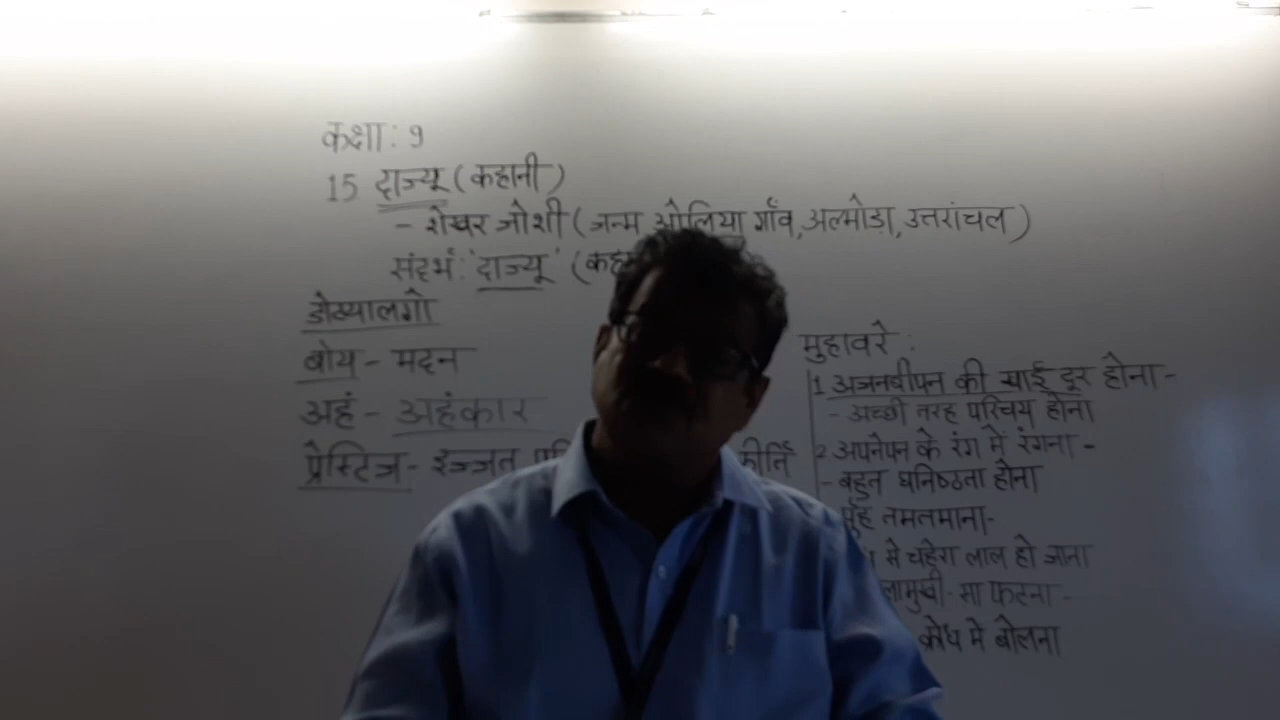 कक्षा: 9
15 दाज्यू (कहानी)
- शेखर जोशी (जन्म ओलिया गाँव, अल्मोडा, उत्तरांचल)
संदर्भ: 'दाज्यू' (
डोख्यालगो
बोय - मदन
अहं - अहंकार
प्रेस्टिज - इज्जत कीर्ति
मुहावरे :
1 अजनबीपन की खाई दूर होना -
- अच्छी तरह परिचय होना
2 अपनेपन के रंग में रंगना -
- बहुत घनिष्ठता होना
मुँह तमतमाना -
मे चहेरा लाल हो जाना
सा फटना -
क्रोध मे बोलना